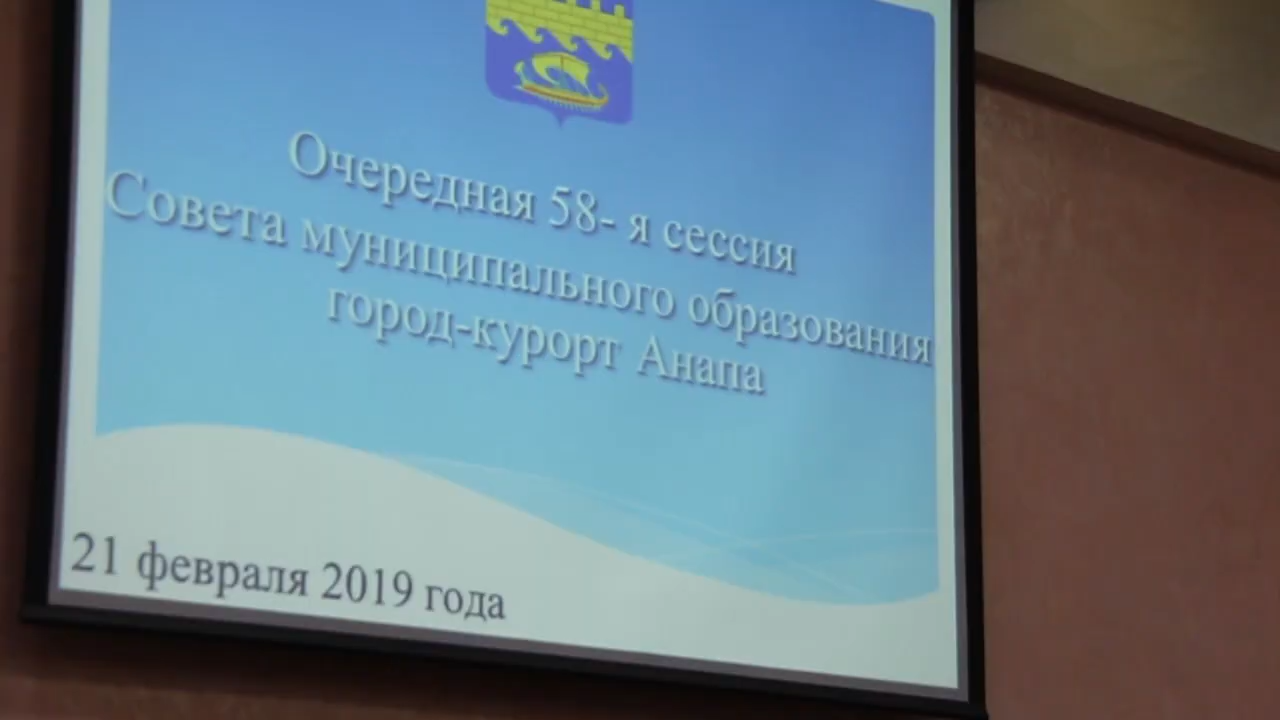 Очередная 58- я сессия
Совета муниципального образования
город-курорт Анапа
21 февраля 2019 года